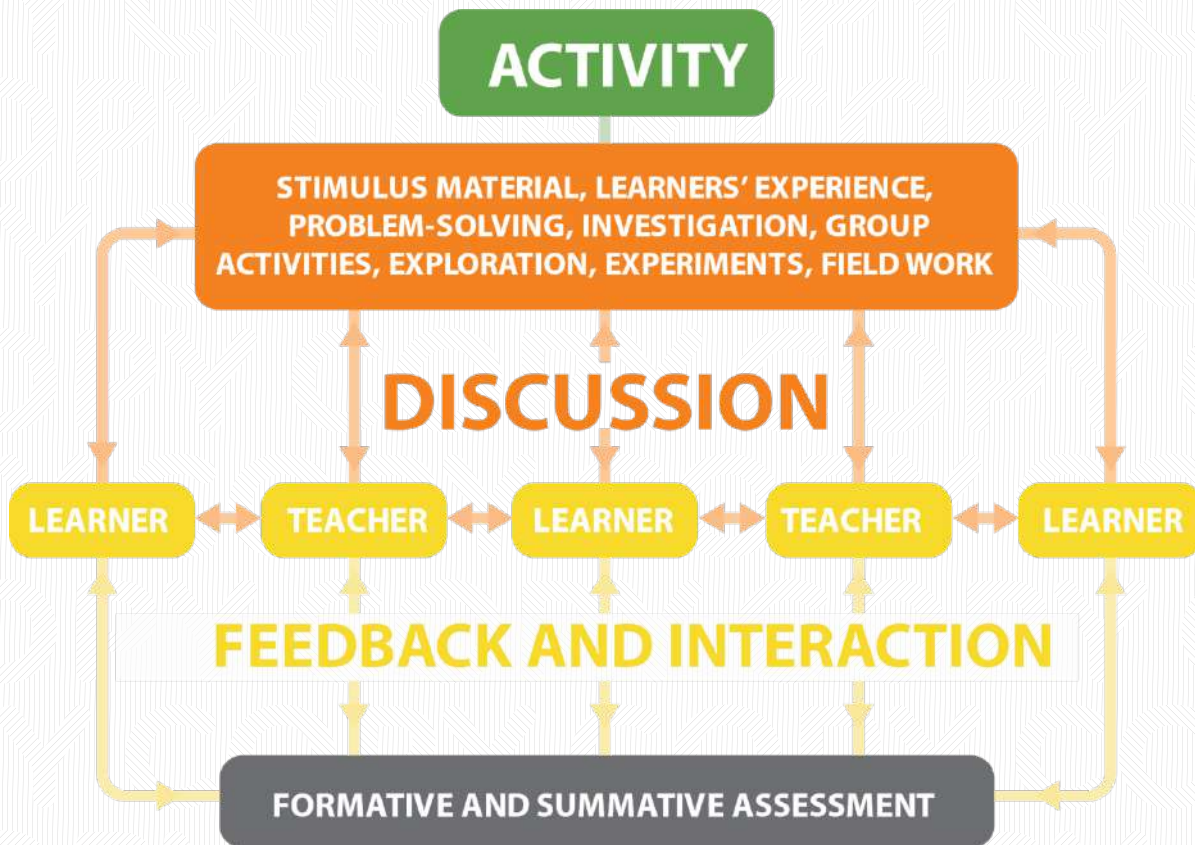 ACTIVITY
STIMULUS MATERIAL, LEARNERS’ EXPERIENCE,
PROBLEM-SOLVING, INVESTIGATION, GROUP
ACTIVITIES, EXPLORATION, EXPERIMENTS, FIELD WORK
DISCUSSION
LEARNER
TEACHER
LEARNER
TEACHER
LEARNER
FEEDBACK AND INTERACTION
FORMATIVE AND SUMMATIVE ASSESSMENT